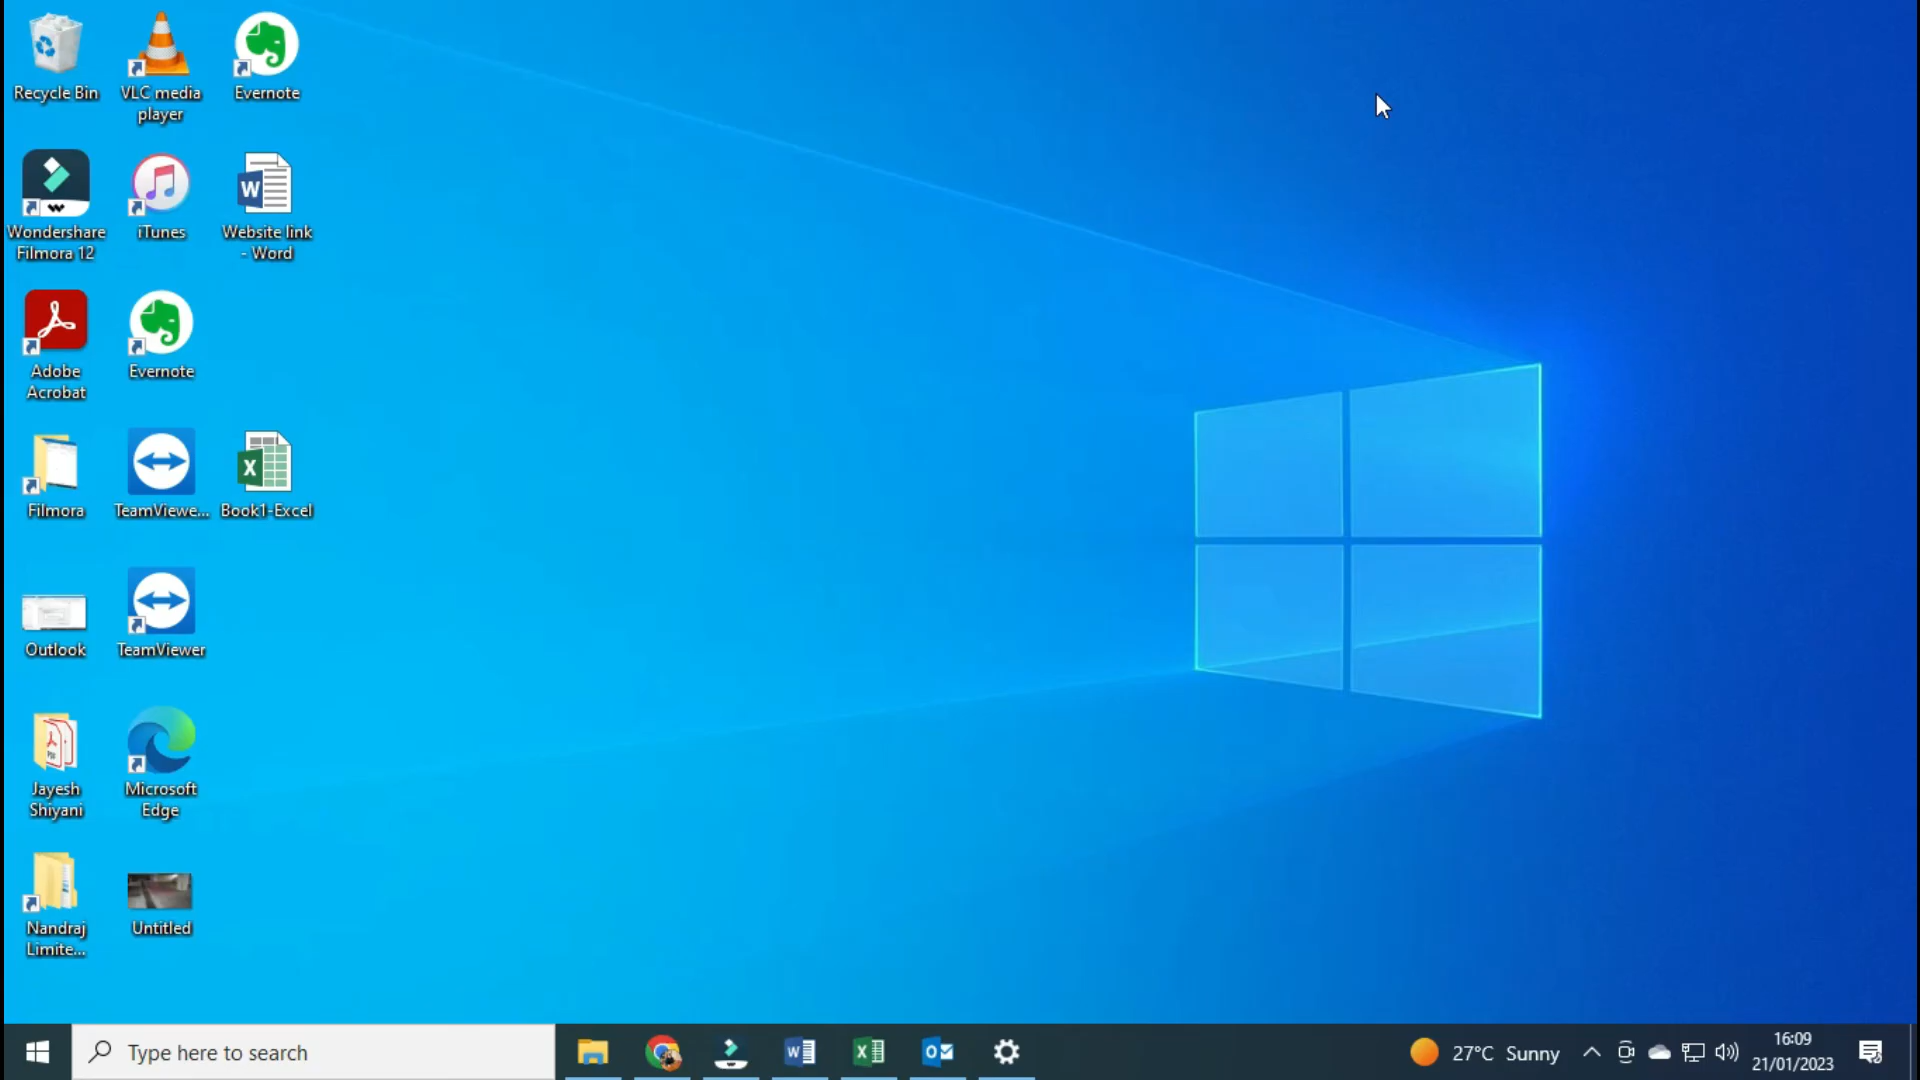 Recycle Bin
VLC media
player
Evernote
Wondershare
Filmora 12
iTunes
Website link
- Word
Adobe
Acrobat
Evernote
Filmora
TeamViewe...
Book1-Excel
Outlook
TeamViewer
Jayesh
Shiyani
Microsoft
Edge
Nandraj
Limite...
Untitled
Type here to search
27°C Sunny
16:09
21/01/2023